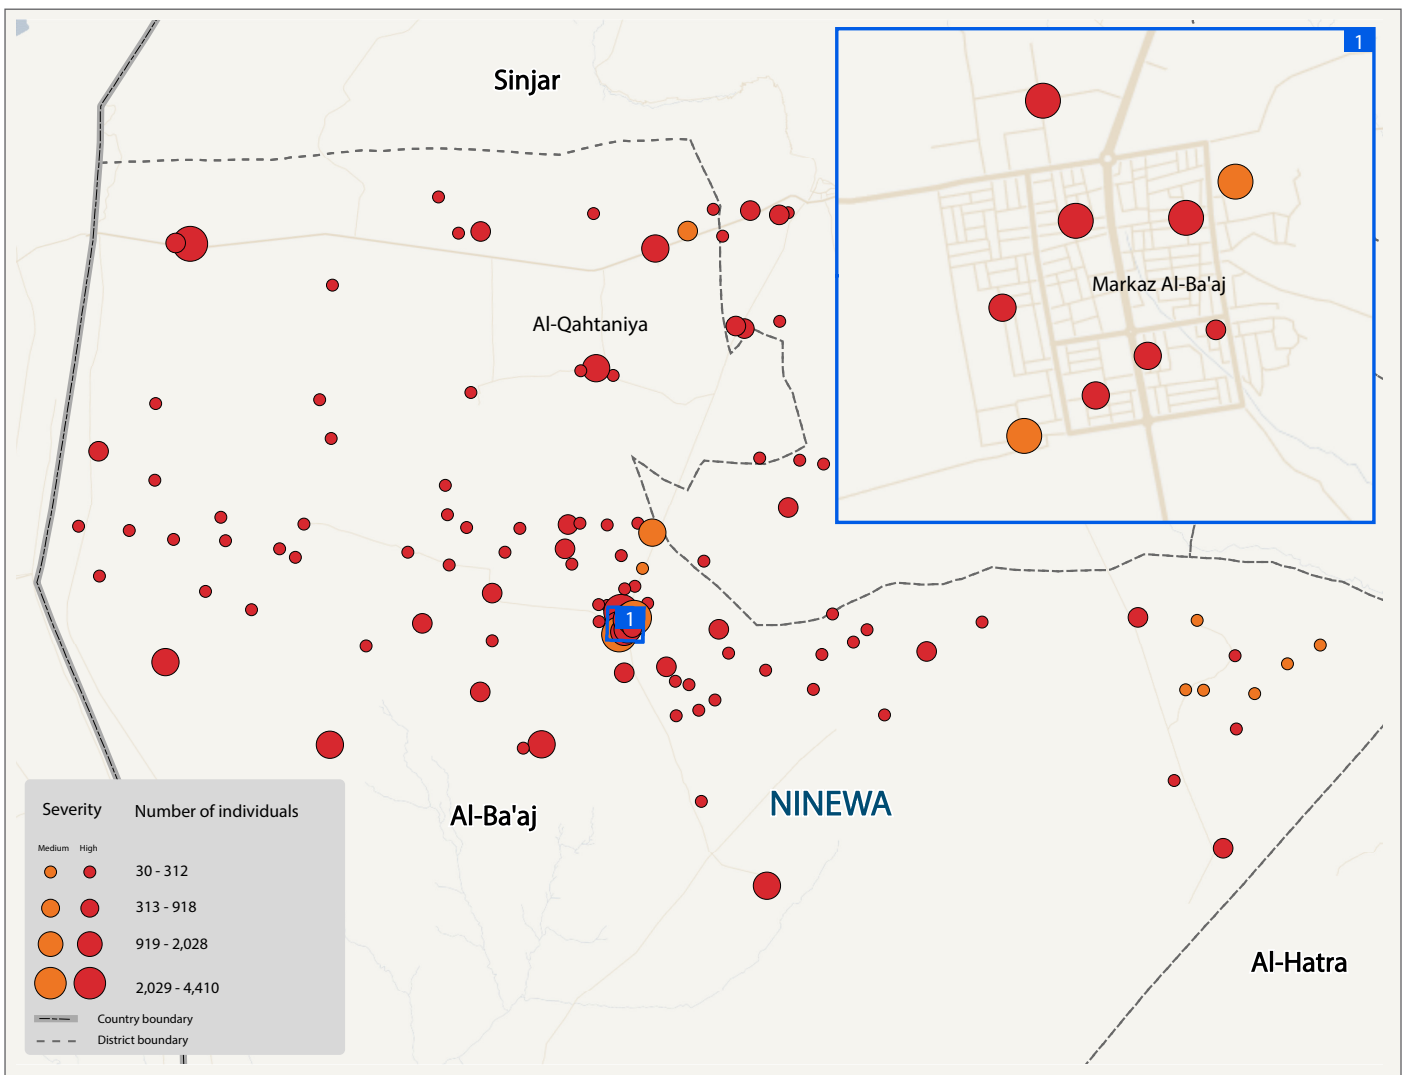 Sinjar
1
Markaz Al-Ba'aj
Al-Qahtaniya
1
Al-Ba'aj
NINEWA
Al-Hatra
Severity Number of individuals
Medium High
30 - 312
313 - 918
919 - 2,028
2,029 - 4,410
Country boundary
District boundary